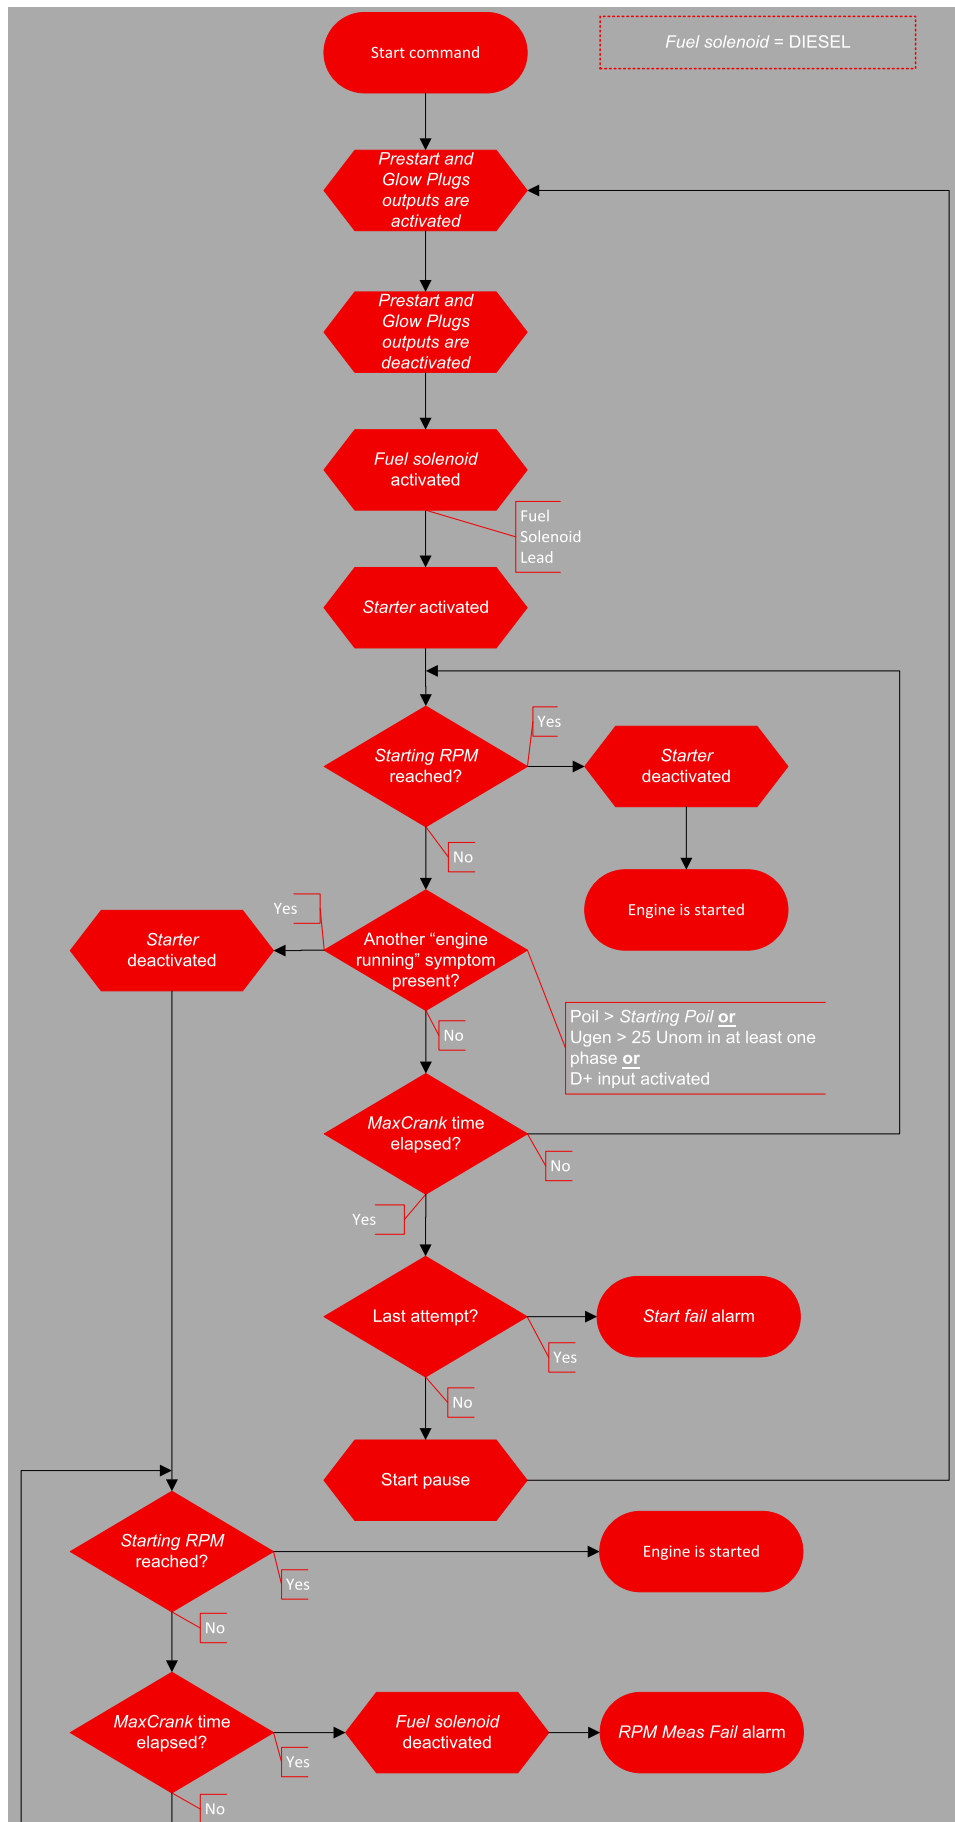 Start command
Fuel solenoid = DIESEL
Prestart and
Glow Plugs
outputs are
activated
Prestart and
Glow Plugs
outputs are
deactivated
Fuel solenoid
activated
Fuel
Solenoid
Lead
Starter activated
Starting RPM
reached?
Yes
Starter
deactivated
No
Engine is started
Another “engine
running” symptom
present?
Yes
Starter
deactivated
No
Poil > Starting Poil or
Ugen > 25 Unom in at least one
phase or
D+ input activated
MaxCrank time
elapsed?
No
Yes
Last attempt?
Start fail alarm
Yes
No
Start pause
Starting RPM
reached?
Engine is started
Yes
No
MaxCrank time
elapsed?
Fuel solenoid
deactivated
RPM Meas Fail alarm
Yes
No